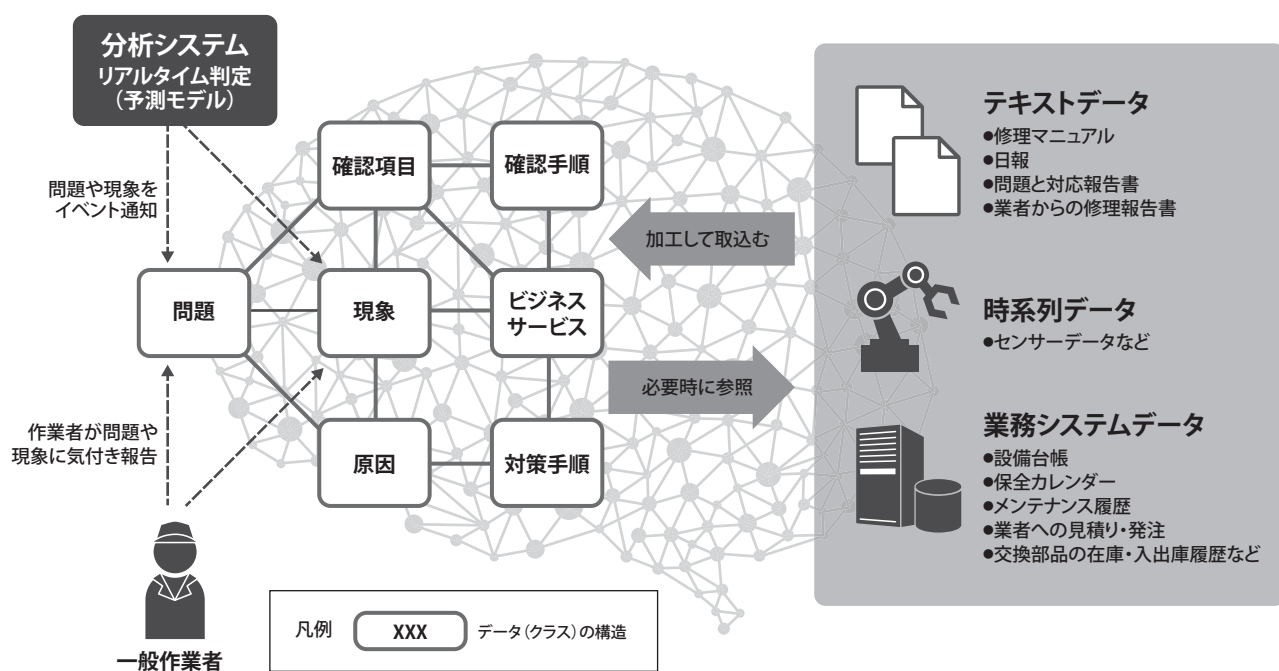 分析システム
リアルタイム判定
（予測モデル）
問題や現象を
イベント通知
確認項目
確認手順
問題
現象
ビジネス
サービス
原因
対策手順
作業者が問題や
現象に気付き報告
一般作業者
加工して取込む
必要時に参照
テキストデータ
●修理マニュアル
●日報
●問題と対応報告書
●業者からの修理報告書
時系列データ
●センサーデータなど
業務システムデータ
●設備台帳
●保全カレンダー
●メンテナンス履歴
●業者への見積り・発注
●交換部品の在庫・入出庫履歴など
凡例 XXX データ（クラス）の構造